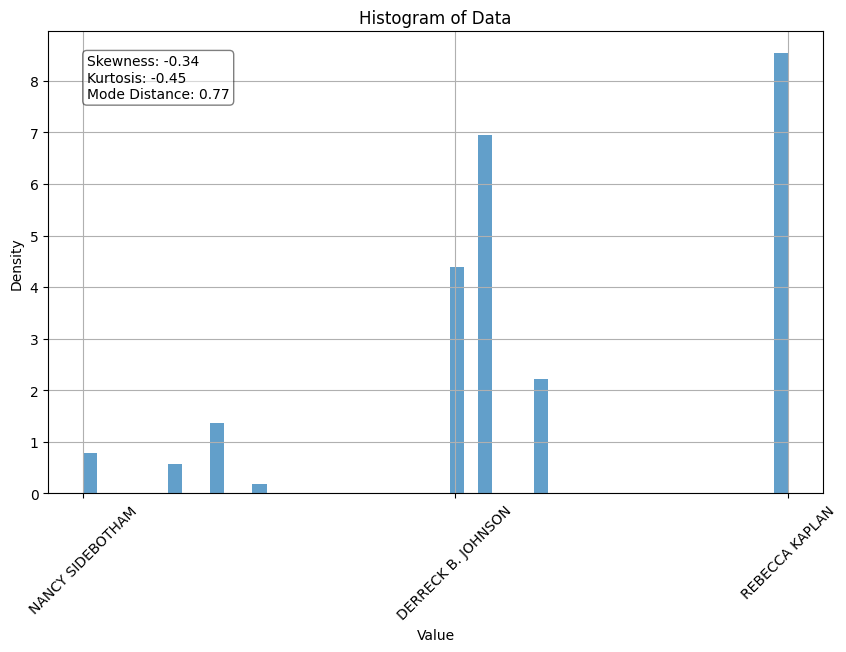 Histogram of Data
Skewness: -0.34
Kurtosis: -0.45
Mode Distance: 0.77
Density
8
7
6
5
4
3
2
1
0
NANCY SIDEBOTHAM
DERRECK B. JOHNSON
REBECCA KAPLAN
Value